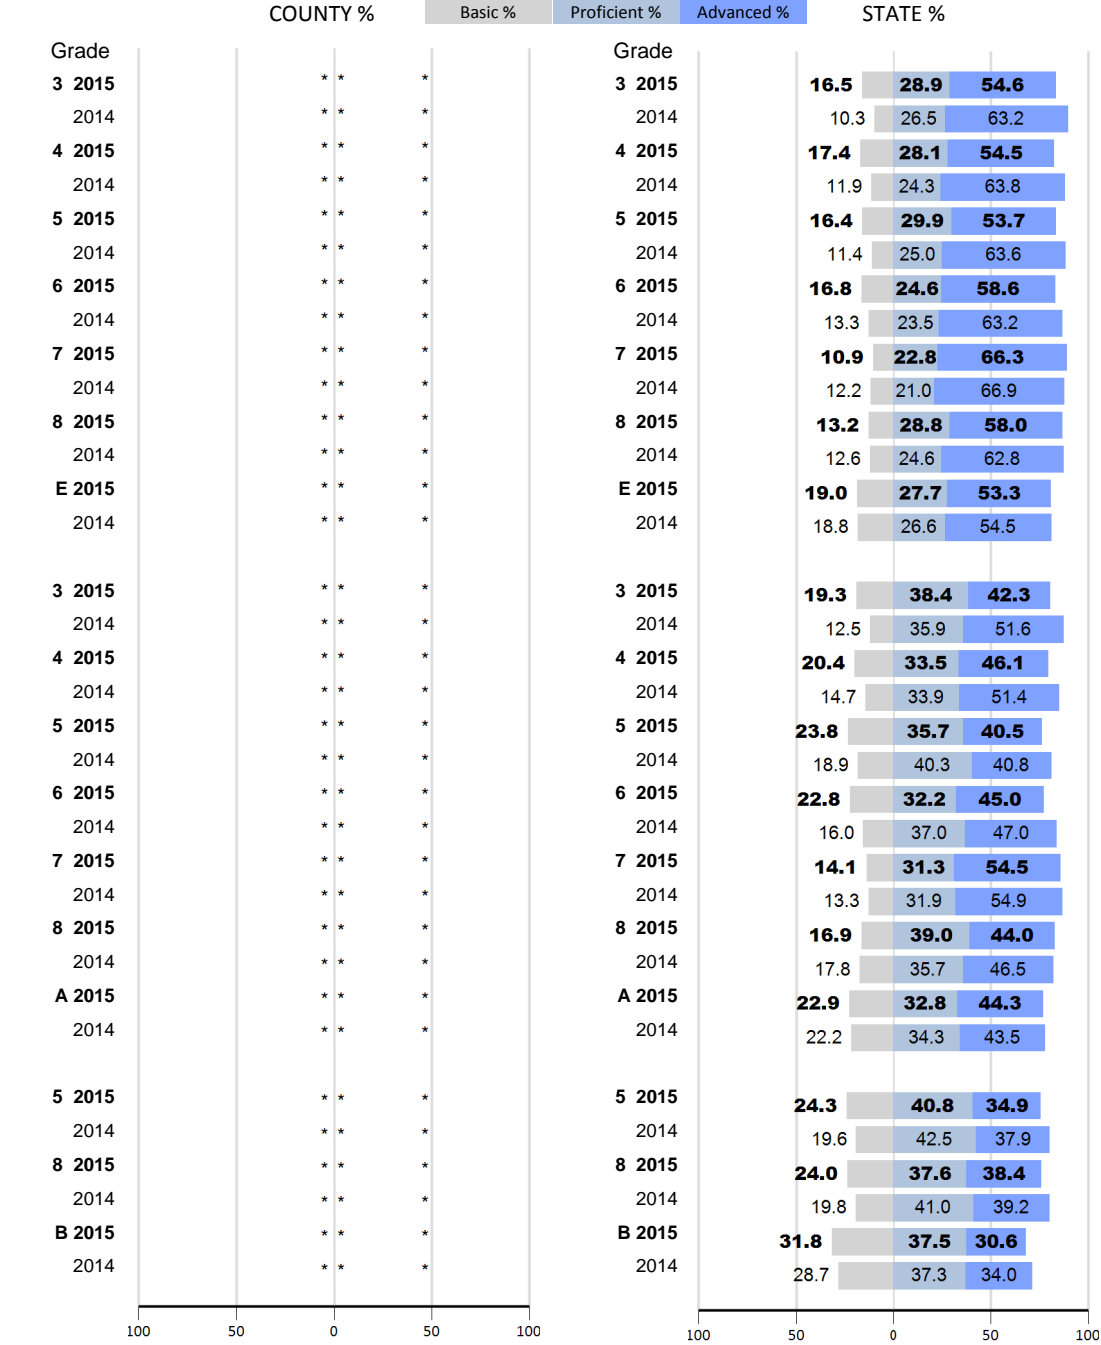 COUNTY % Basic % Proficient % Advanced % STATE %
Grade Grade
3 2015 * * * 3 2015 16.5 28.9 54.6
2014 * * * 2014 10.3 26.5 63.2
4 2015 * * * 4 2015 17.4 28.1 54.5
2014 * * * 2014 11.9 24.3 63.8
5 2015 * * * 5 2015 16.4 29.9 53.7
2014 * * * 2014 11.4 25.0 63.6
6 2015 * * * 6 2015 16.8 24.6 58.6
2014 * * * 2014 13.3 23.5 63.2
7 2015 * * * 7 2015 10.9 22.8 66.3
2014 * * * 2014 12.2 21.0 66.9
8 2015 * * * 8 2015 13.2 28.8 58.0
2014 * * * 2014 12.6 24.6 62.8
E 2015 * * * E 2015 19.0 27.7 53.3
2014 * * * 2014 18.8 26.6 54.5
3 2015 * * * 3 2015 19.3 38.4 42.3
2014 * * * 2014 12.5 35.9 51.6
4 2015 * * * 4 2015 20.4 33.5 46.1
2014 * * * 2014 14.7 33.9 51.4
5 2015 * * * 5 2015 23.8 35.7 40.5
2014 * * * 2014 18.9 40.3 40.8
6 2015 * * * 6 2015 22.8 32.2 45.0
2014 * * * 2014 16.0 37.0 47.0
7 2015 * * * 7 2015 14.1 31.3 54.5
2014 * * * 2014 13.3 31.9 54.9
8 2015 * * * 8 2015 16.9 39.0 44.0
2014 * * * 2014 17.8 35.7 46.5
A 2015 * * * A 2015 22.9 32.8 44.3
2014 * * * 2014 22.2 34.3 43.5
5 2015 * * * 5 2015 24.3 40.8 34.9
2014 * * * 2014 19.6 42.5 37.9
8 2015 * * * 8 2015 24.0 37.6 38.4
2014 * * * 2014 19.8 41.0 39.2
B 2015 * * * B 2015 31.8 37.5 30.6
2014 * * * 2014 28.7 37.3 34.0
100 50 0 50 100 100 50 0 50 100